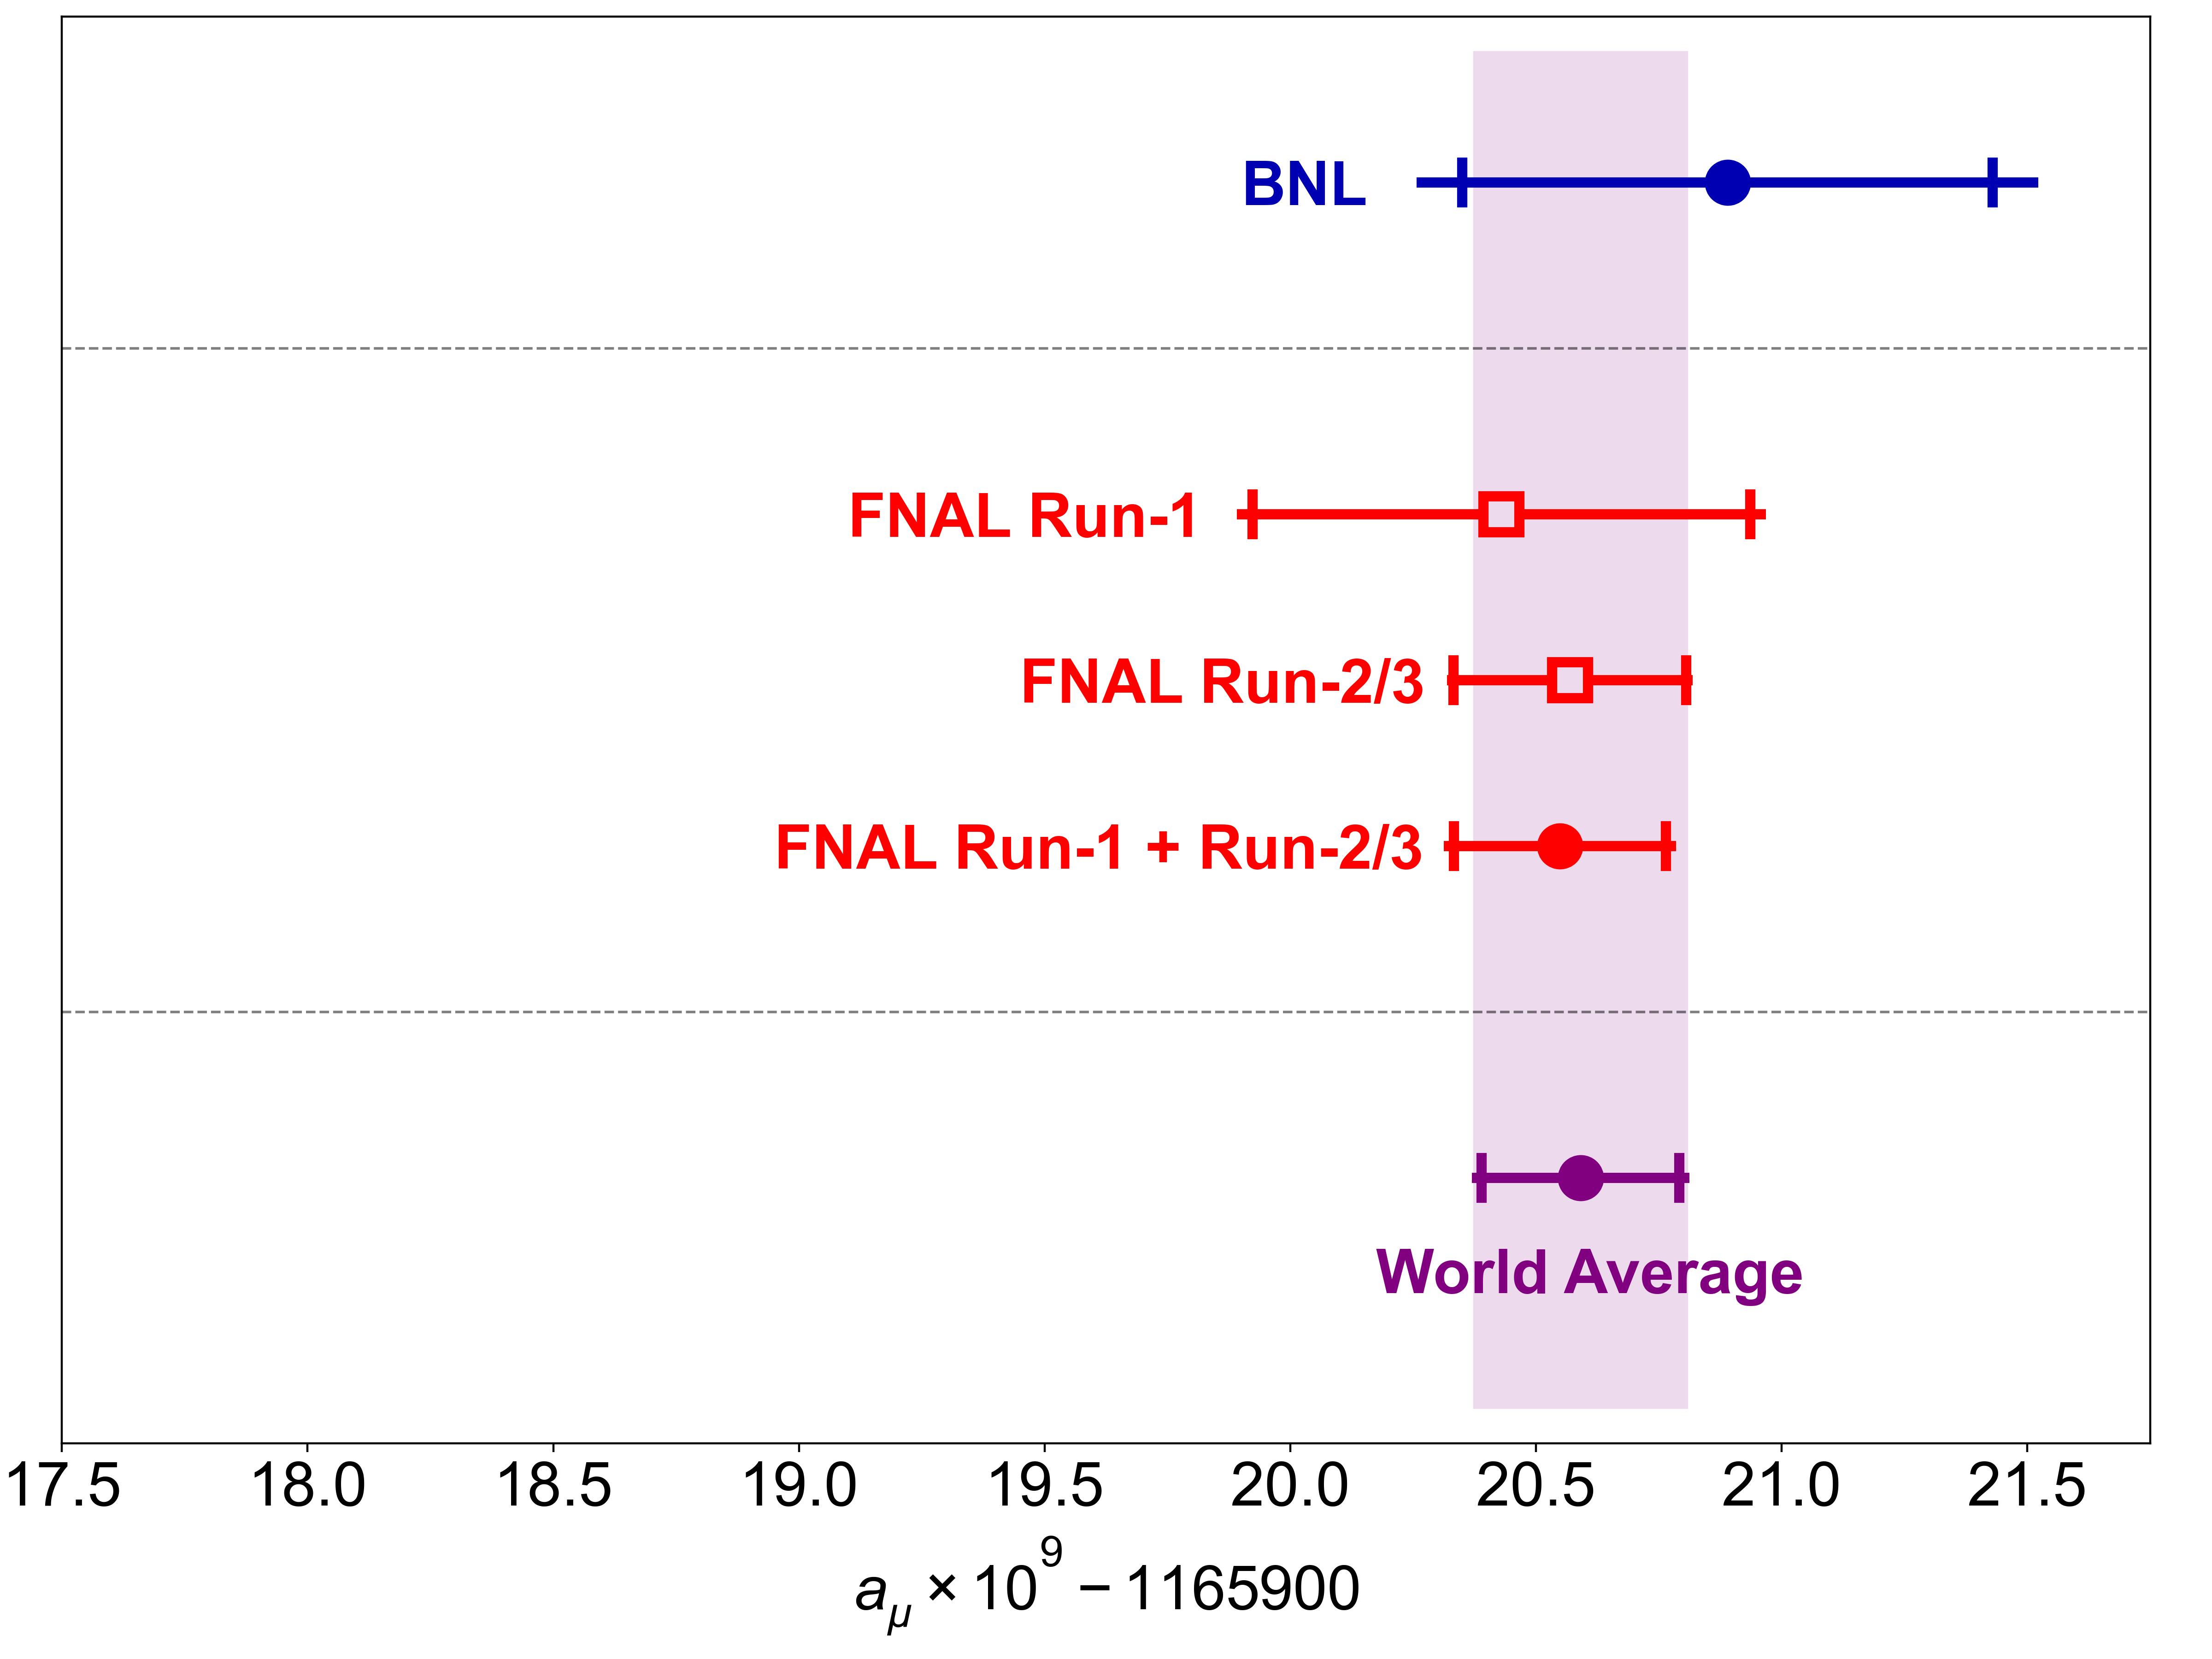 BNL
FNAL Run-1
FNAL Run-2/3
FNAL Run-1 + Run-2/3
World Average
17.5 18.0 18.5 19.0 19.5 20.0 20.5 21.0 21.5
aμ × 10⁹ − 1165900